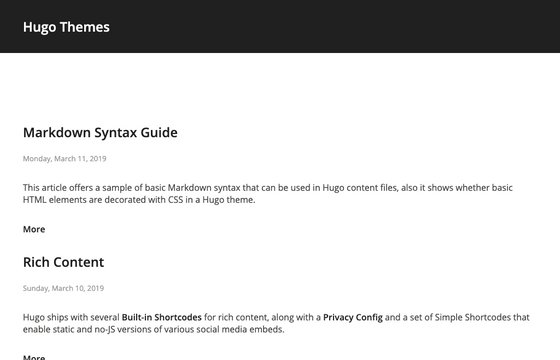 Hugo Themes
Markdown Syntax Guide
Monday, March 11, 2019
This article offers a sample of basic Markdown syntax that can be used in Hugo content files, also it shows whether basic
HTML elements are decorated with CSS in a Hugo theme.
More
Rich Content
Sunday, March 10, 2019
Hugo ships with several Built-in Shortcodes for rich content, along with a Privacy Config and a set of Simple Shortcodes that
enable static and no-JS versions of various social media embeds.
More